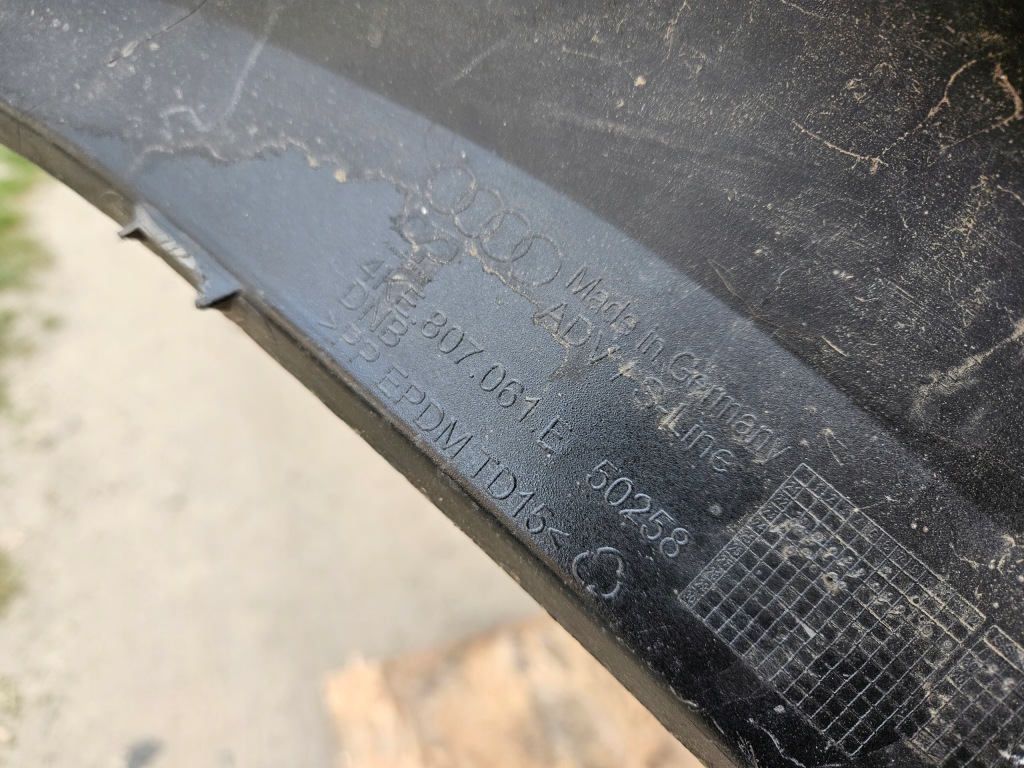 Made in Germany
ADV + S-Line
4KE.807.061.E 50258
DNB
>PP EPDM TD15<